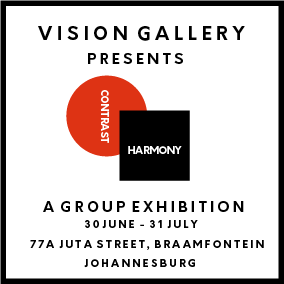 VISION GALLERY
PRESENTS
CONTRAST
HARMONY
A GROUP EXHIBITION
30 JUNE - 31 JULY
77A JUTA STREET, BRAAMFONTEIN
JOHANNESBURG